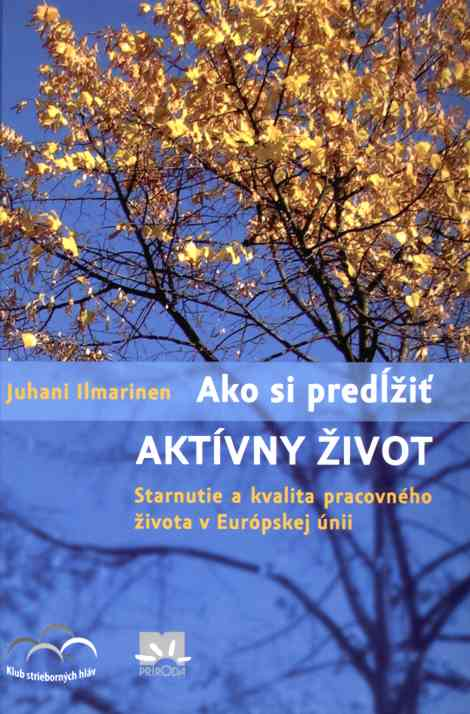 Juhani Ilmarinen
Ako si predĺžiť
AKTÍVNY ŽIVOT
Starnutie a kvalita pracovného
života v Európskej únii
Klub strieborných hláv
PRÍRODA